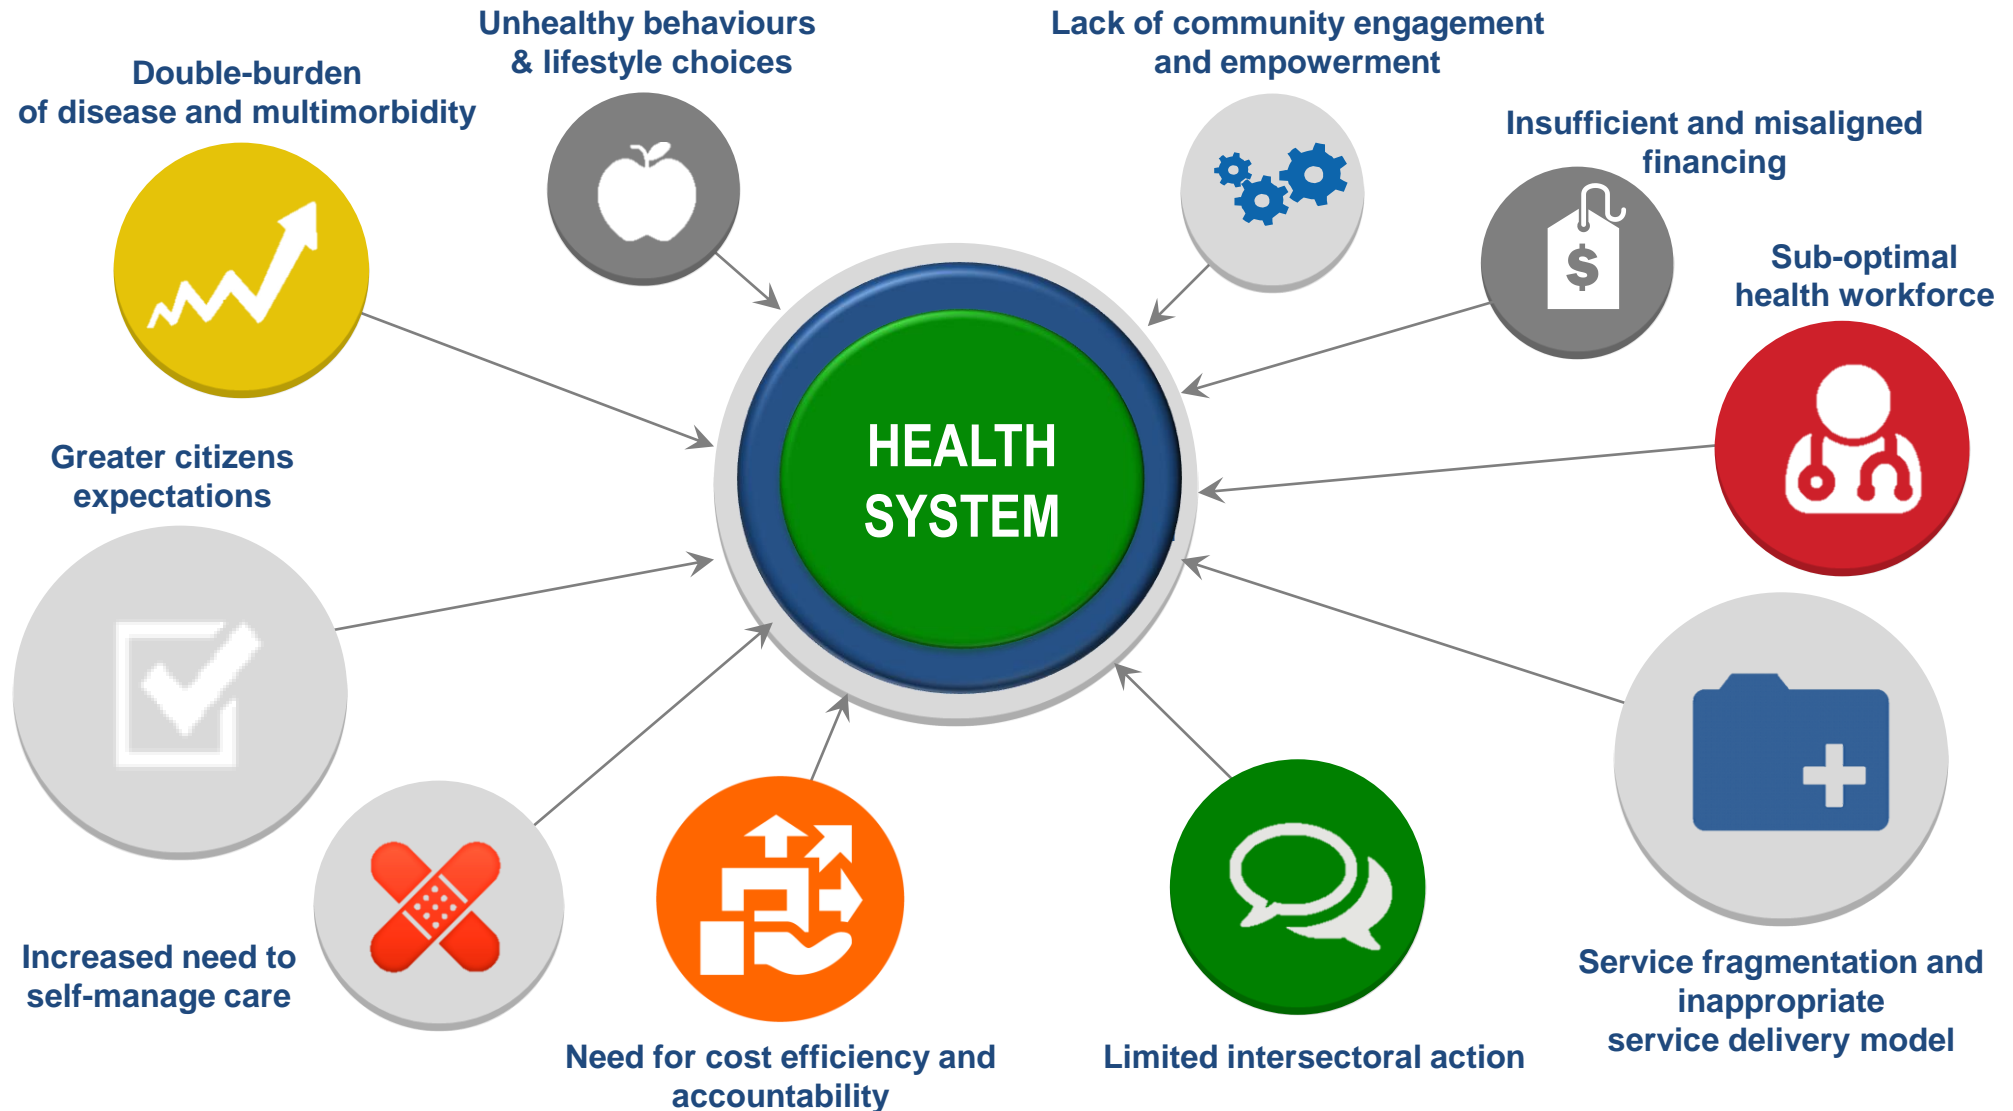 Unhealthy behaviours
& lifestyle choices
Lack of community engagement
and empowerment
Double-burden
of disease and multimorbidity
Insufficient and misaligned
financing
$
Sub-optimal
health workforce
HEALTH
SYSTEM
Greater citizens
expectations
Increased need to
self-manage care
Need for cost efficiency and
accountability
Limited intersectoral action
Service fragmentation and
inappropriate
service delivery model